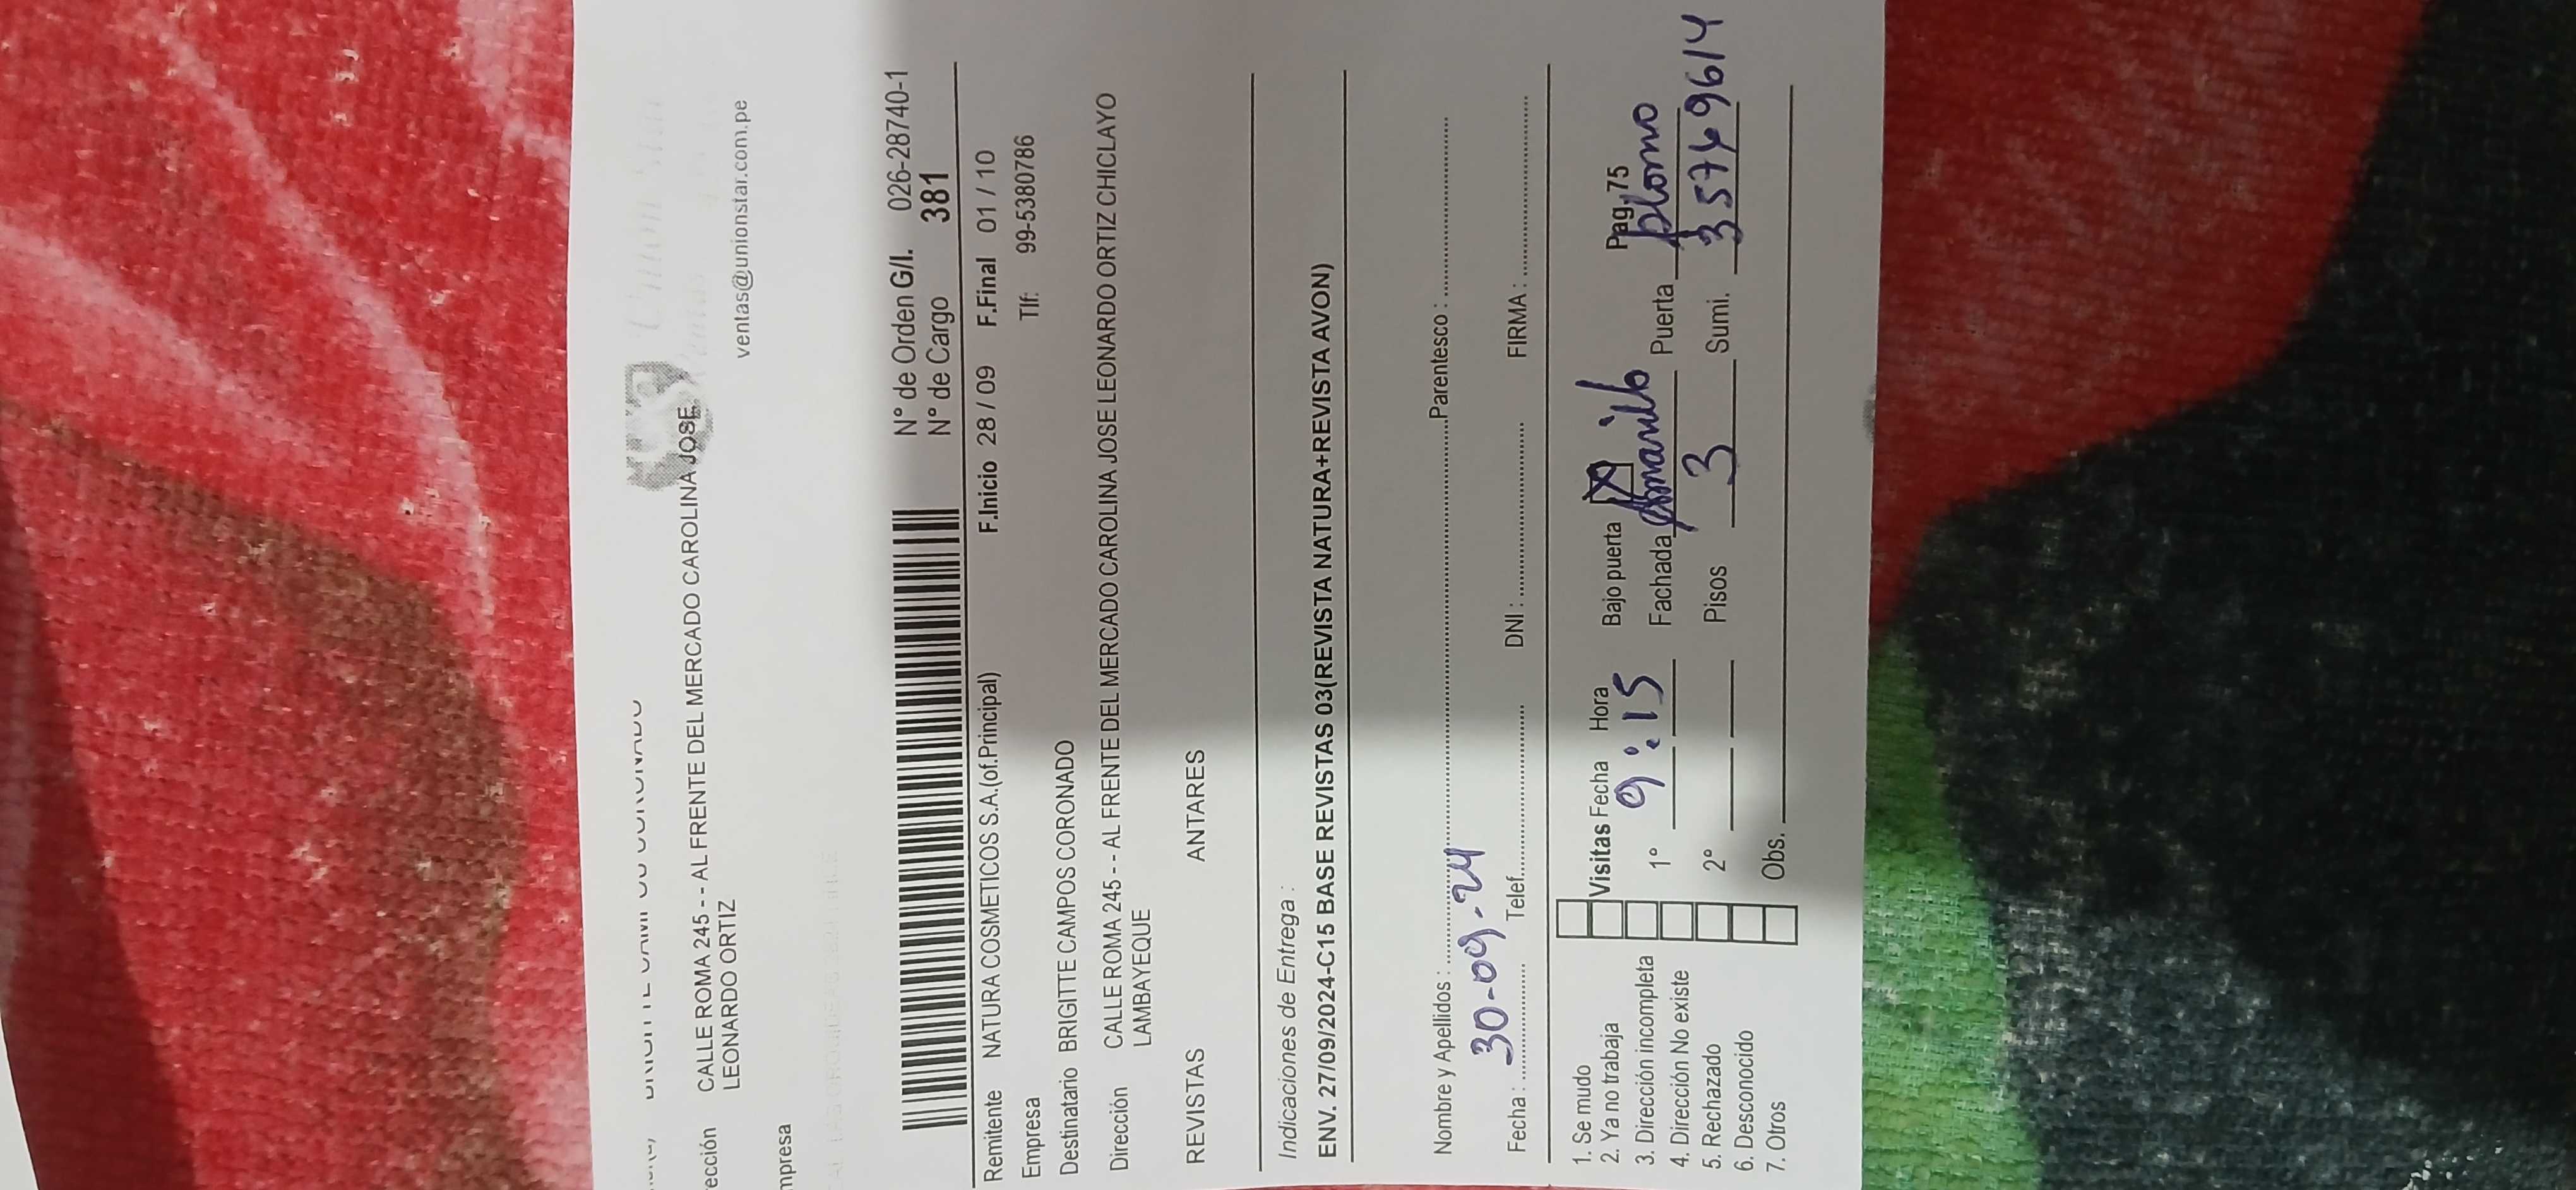 CALLE ROMA 245 - - AL FRENTE DEL MERCADO CAROLINA JOSE
LEONARDO ORTIZ
ventas@unionstar.com.pe
N° de Orden G/I. 026-28740-1
N° de Cargo 381
Remitente NATURA COSMETICOS S.A.(of.Principal) F.Inicio 28 / 09 F.Final 01 / 10
Empresa Tlf: 99-5380786
Destinatario BRIGITTE CAMPOS CORONADO
Dirección CALLE ROMA 245 - - AL FRENTE DEL MERCADO CAROLINA JOSE LEONARDO ORTIZ CHICLAYO
LAMBAYEQUE
REVISTAS ANTARES
Indicaciones de Entrega :
ENV. 27/09/2024-C15 BASE REVISTAS 03(REVISTA NATURA+REVISTA AVON)
Nombre y Apellidos : Parentesco :
Fecha : 30-09-24 Telef. DNI : FIRMA :
1. Se mudo
2. Ya no trabaja
3. Dirección incompleta
4. Dirección No existe
5. Rechazado
6. Desconocido
7. Otros
Visitas Fecha Hora Bajo puerta X Pag,75
1° 9:15 Fachada Amarillo Puerta plomo
2° Pisos 3 Sumi.
Obs.